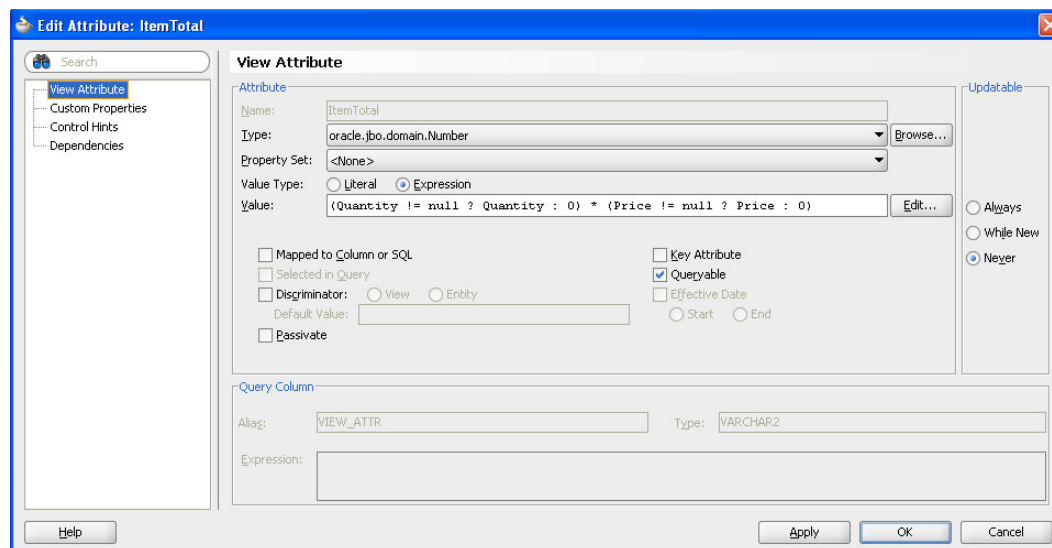 Edit Attribute: ItemTotal
Search
View Attribute
Custom Properties
Control Hints
Dependencies
View Attribute
Attribute
Name: ItemTotal
Type: oracle.jbo.domain.Number Browse...
Property Set: <None>
Value Type: Literal Expression
Value: (Quantity != null ? Quantity : 0) * (Price != null ? Price : 0) Edit...
Mapped to Column or SQL Key Attribute
Selected in Query Queryable
Discriminator: View Entity Effective Date
Default Value: Start End
Passivate
Updatable
Always
While New
Never
Query Column
Alias: VIEW_ATTR Type: VARCHAR2
Expression:
Help Apply OK Cancel